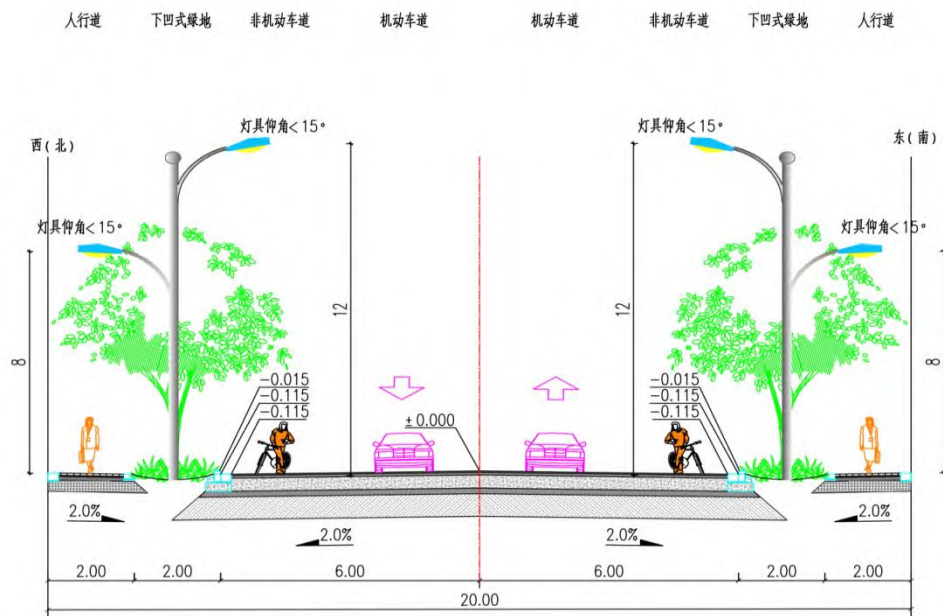 人行道 下凹式绿地 非机动车道 机动车道 机动车道 非机动车道 下凹式绿地 人行道
灯具仰角<15° 灯具仰角<15°
西(北) 东(南)
灯具仰角<15° 灯具仰角<15°
12 12
8 8
-0.015 -0.015
-0.115 ±0.000 -0.115
-0.115 -0.115
2.0% 2.0%
2.0% 2.0%
2.00 2.00 6.00 6.00 2.00 2.00
20.00